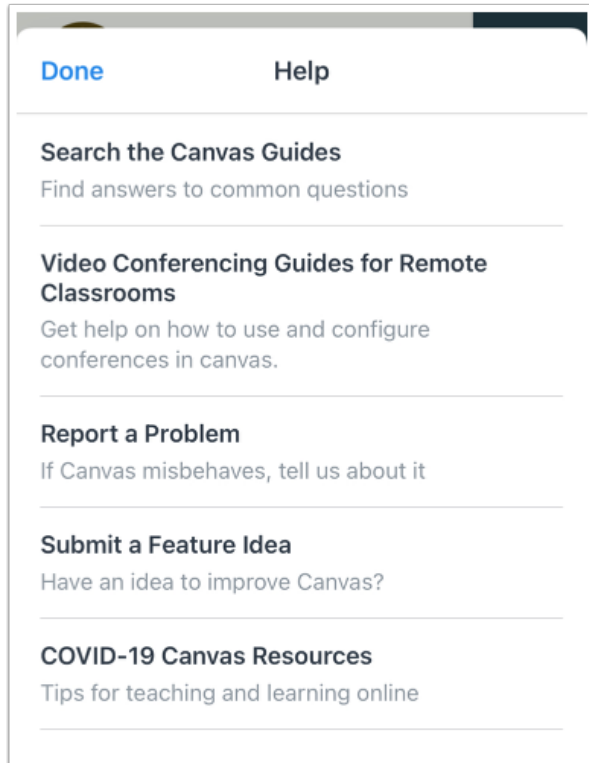 Done
Help
Search the Canvas Guides
Find answers to common questions
Video Conferencing Guides for Remote
Classrooms
Get help on how to use and configure
conferences in canvas.
Report a Problem
If Canvas misbehaves, tell us about it
Submit a Feature Idea
Have an idea to improve Canvas?
COVID-19 Canvas Resources
Tips for teaching and learning online